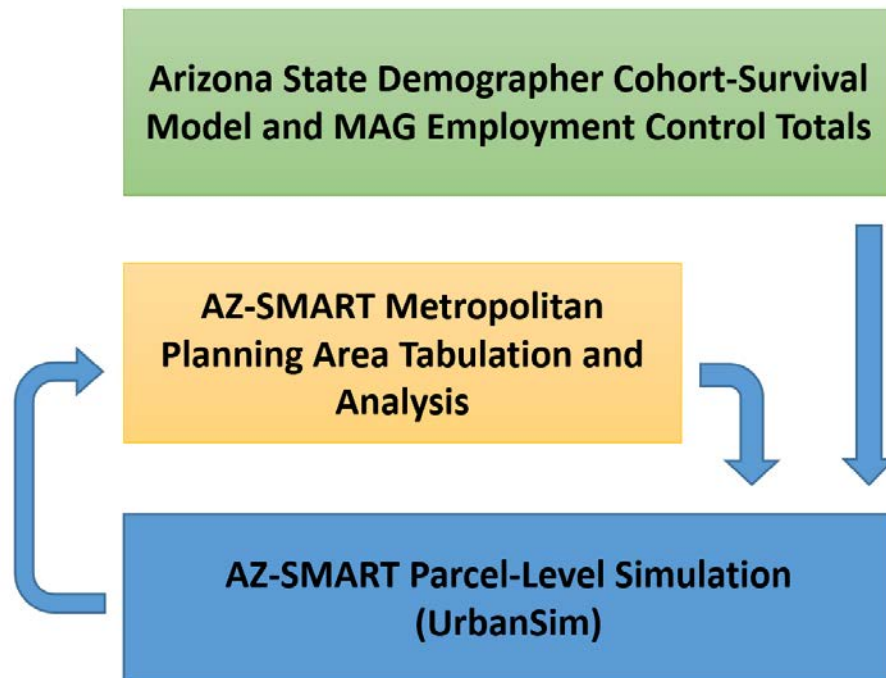 Arizona State Demographer Cohort-Survival
Model and MAG Employment Control Totals
AZ-SMART Metropolitan
Planning Area Tabulation and
Analysis
AZ-SMART Parcel-Level Simulation
(UrbanSim)